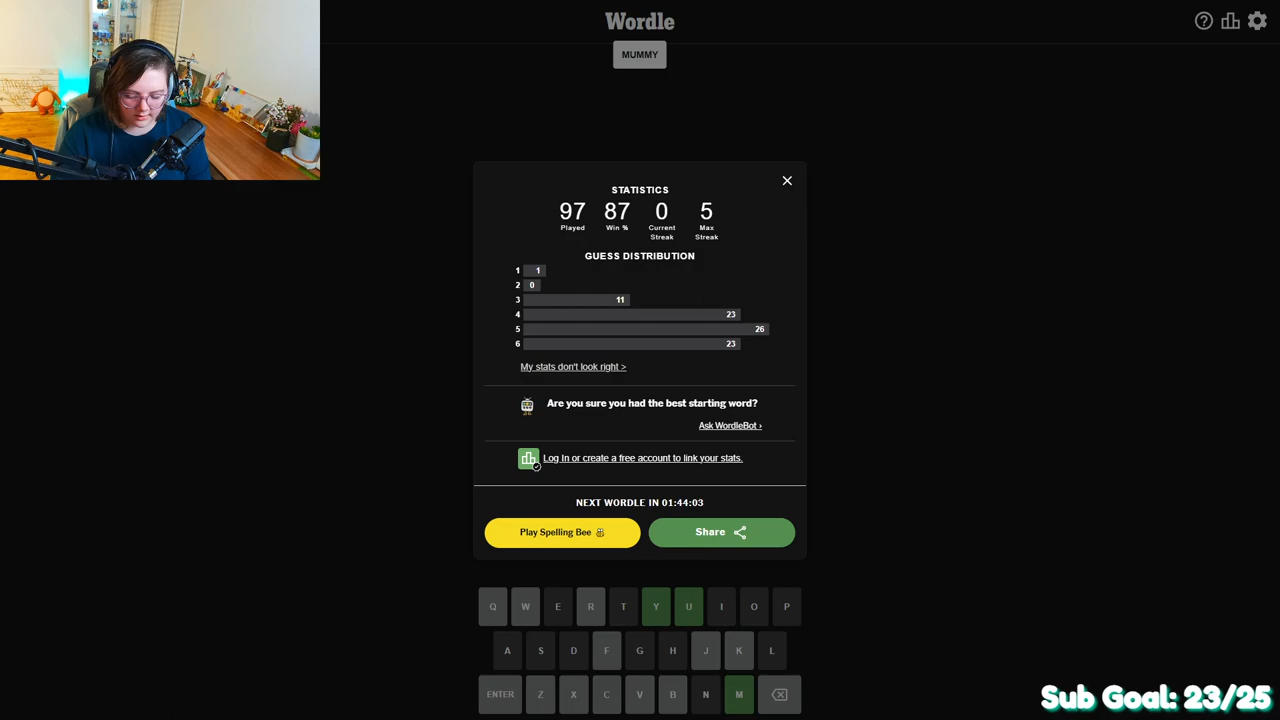 Wordle
MUMMY
STATISTICS
97 87 0 5
Played Win % Current Streak Max Streak
GUESS DISTRIBUTION
1 1
2 0
3 11
4 23
5 26
6 23
My stats don't look right >
Are you sure you had the best starting word?
Ask WordleBot ›
Log In or create a free account to link your stats.
NEXT WORDLE IN 01:44:03
Play Spelling Bee Share
Q W E R T Y U I O P
A S D F G H J K L
ENTER Z X C V B N M
Sub Goal: 23/25